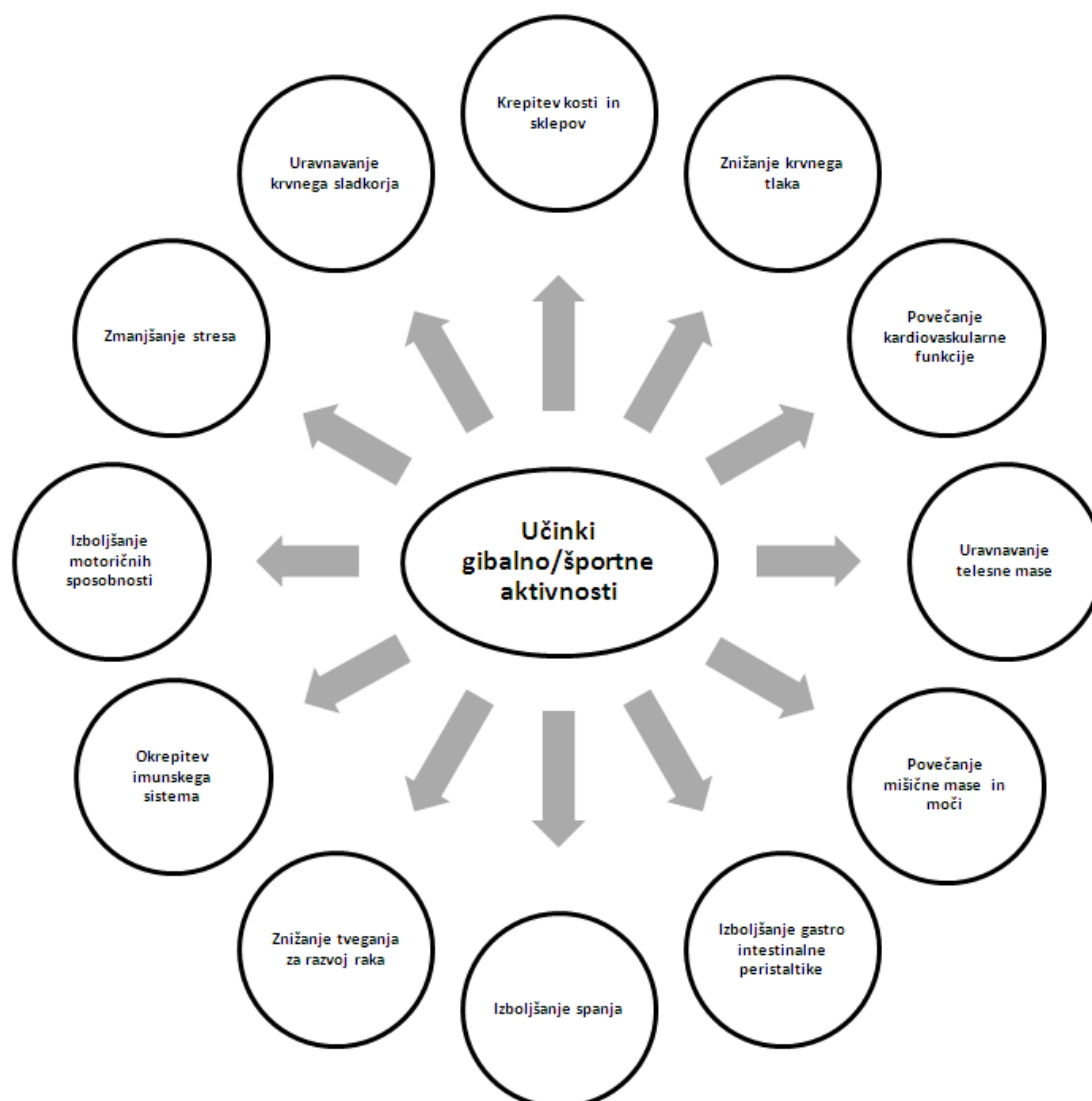 Krepitev kosti in
sklepov
Znižanje krvnega
tlaka
Povečanje
kardiovaskularne
funkcije
Uravnavanje
telesne mase
Povečanje
mišične mase in
moči
Izboljšanje gastro
intestinalne
peristaltike
Izboljšanje spanja
Znižanje tveganja
za razvoj raka
Okrepitev
imunskega
sistema
Izboljšanje
motoričnih
sposobnosti
Zmanjšanje stresa
Uravnavanje
krvnega sladkorja
Učinki
gibalno/športne
aktivnosti